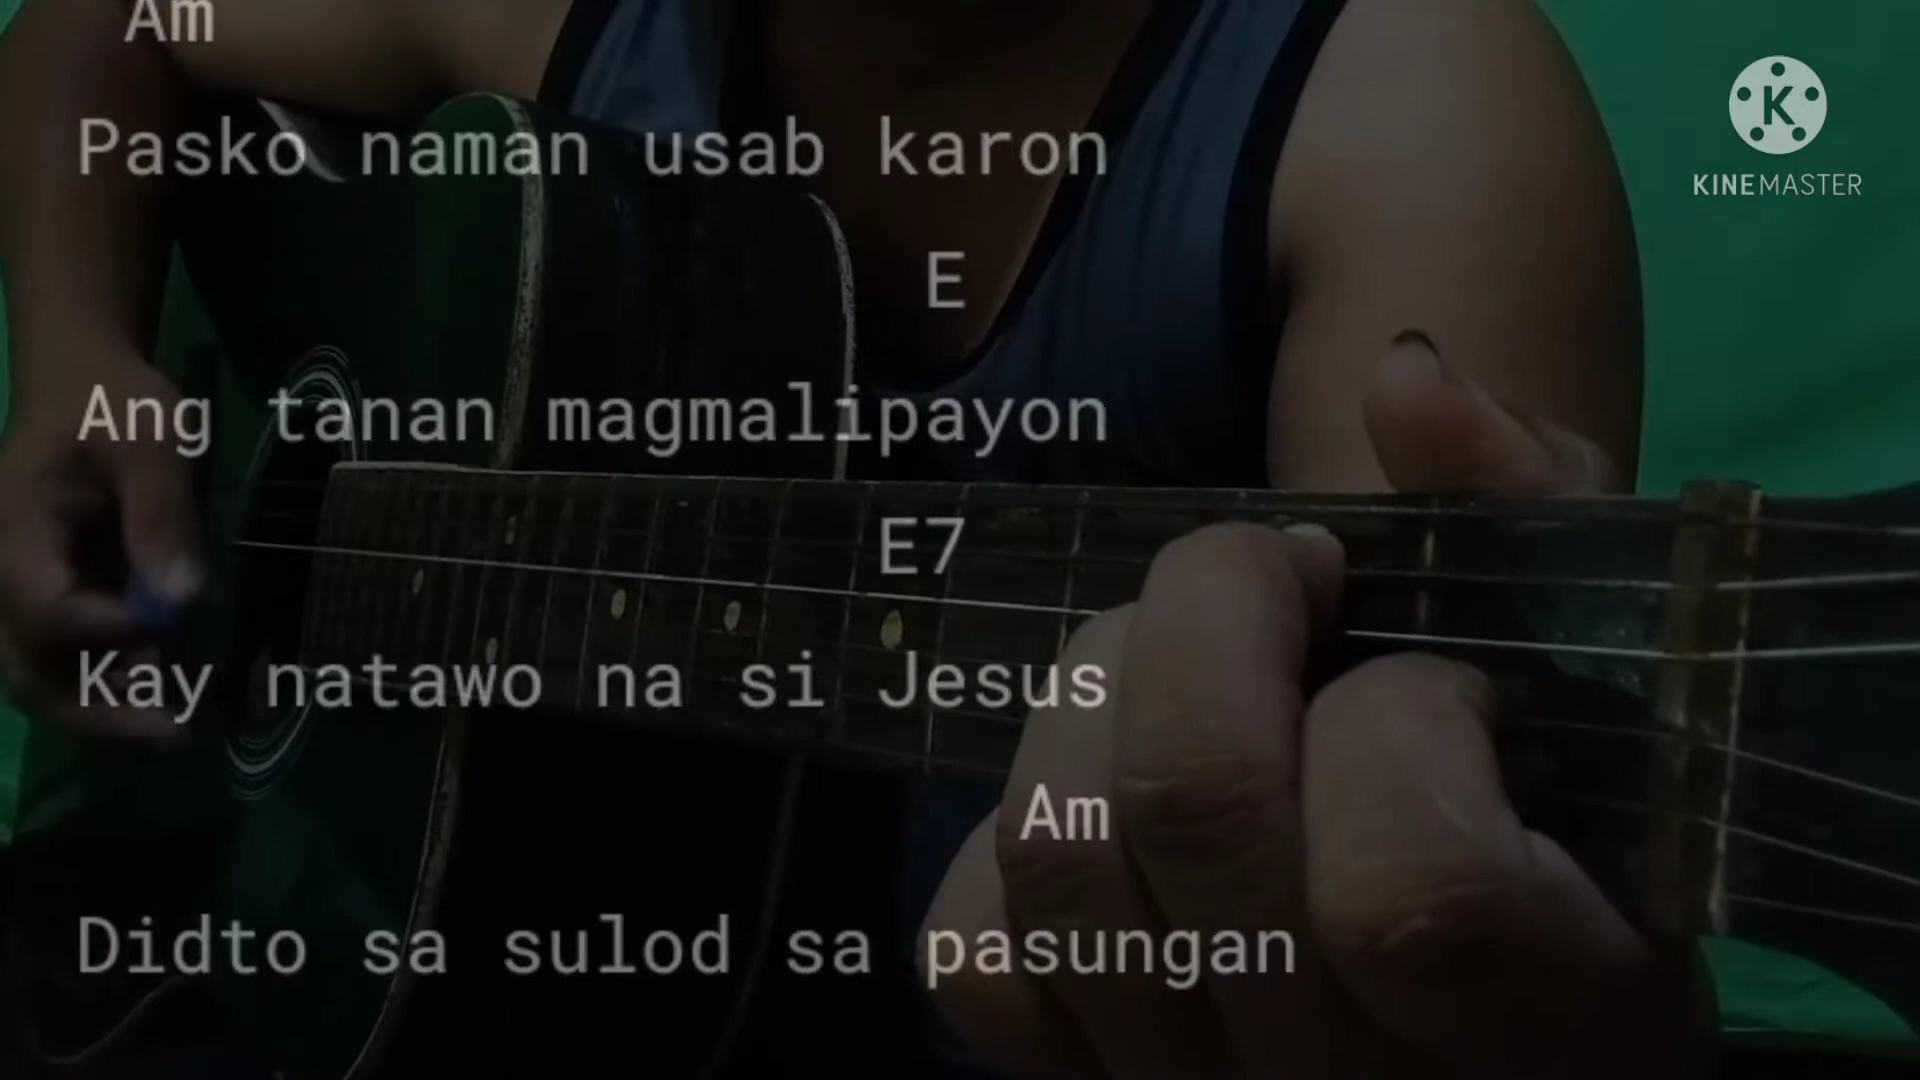 Am
Pasko naman usab karon
E
Ang tanan magmalipayon
E7
Kay natawo na si Jesus
Am
Didto sa sulod sa pasungan
K
KINEMASTER